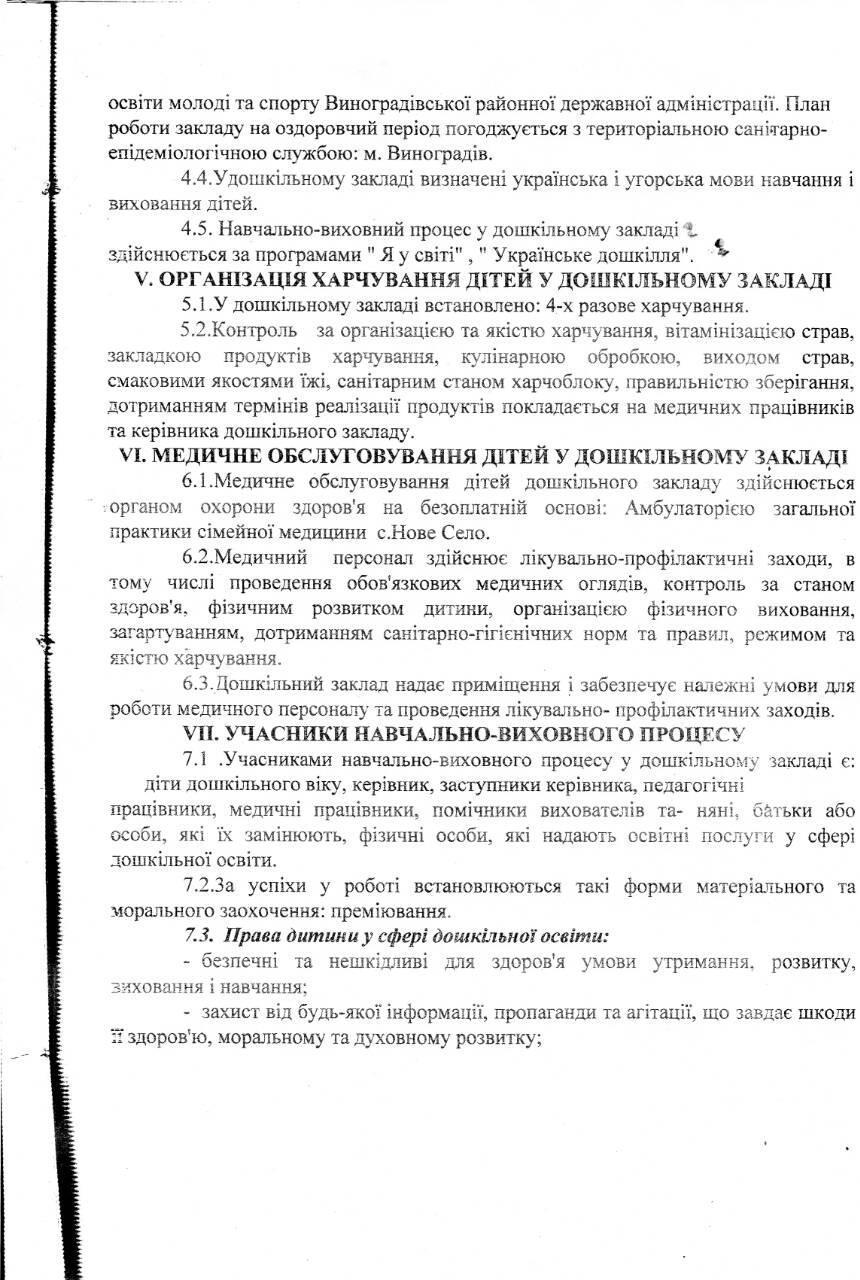 освіти молоді та спорту Виноградівської районної державної адміністрації. План
роботи закладу на оздоровчий період погоджується з територіальною санітарно-
епідеміологічною службою: м. Виноградів.
4.4.Удошкільному закладі визначені українська і угорська мови навчання і
виховання дітей.
4.5. Навчально-виховний процес у дошкільному закладі
здійснюється за програмами " Я у світі" , " Українське дошкілля".
V. ОРГАНІЗАЦІЯ ХАРЧУВАННЯ ДІТЕЙ У ДОШКІЛЬНОМУ ЗАКЛАДІ
5.1.У дошкільному закладі встановлено: 4-х разове харчування.
5.2.Контроль за організацією та якістю харчування, вітамінізацією страв,
закладкою продуктів харчування, кулінарною обробкою, виходом страв,
смаковими якостями їжі, санітарним станом харчоблоку, правильністю зберігання,
дотриманням термінів реалізації продуктів покладається на медичних працівників
та керівника дошкільного закладу.
VI. МЕДИЧНЕ ОБСЛУГОВУВАННЯ ДІТЕЙ У ДОШКІЛЬНОМУ ЗАКЛАДІ
6.1.Медичне обслуговування дітей дошкільного закладу здійснюється
органом охорони здоров'я на безоплатній основі: Амбулаторією загальної
практики сімейної медицини с.Нове Село.
6.2.Медичний персонал здійснює лікувально-профілактичні заходи, в
тому числі проведення обов'язкових медичних оглядів, контроль за станом
здоров'я, фізичним розвитком дитини, організацією фізичного виховання,
загартуванням, дотриманням санітарно-гігієнічних норм та правил, режимом та
якістю харчування.
6.3.Дошкільний заклад надає приміщення і забезпечує належні умови для
роботи медичного персоналу та проведення лікувально- профілактичних заходів.
VII. УЧАСНИКИ НАВЧАЛЬНО-ВИХОВНОГО ПРОЦЕСУ
7.1 .Учасниками навчально-виховного процесу у дошкільному закладі є:
діти дошкільного віку, керівник, заступники керівника, педагогічні
працівники, медичні працівники, помічники вихователів та- няні, батьки або
особи, які їх замінюють, фізичні особи, які надають освітні послуги у сфері
дошкільної освіти.
7.2.За успіхи у роботі встановлюються такі форми матеріального та
морального заохочення: преміювання.
7.3. Права дитини у сфері дошкільної освіти:
- безпечні та нешкідливі для здоров'я умови утримання, розвитку,
виховання і навчання;
- захист від будь-якої інформації, пропаганди та агітації, що завдає шкоди
її здоров'ю, моральному та духовному розвитку;